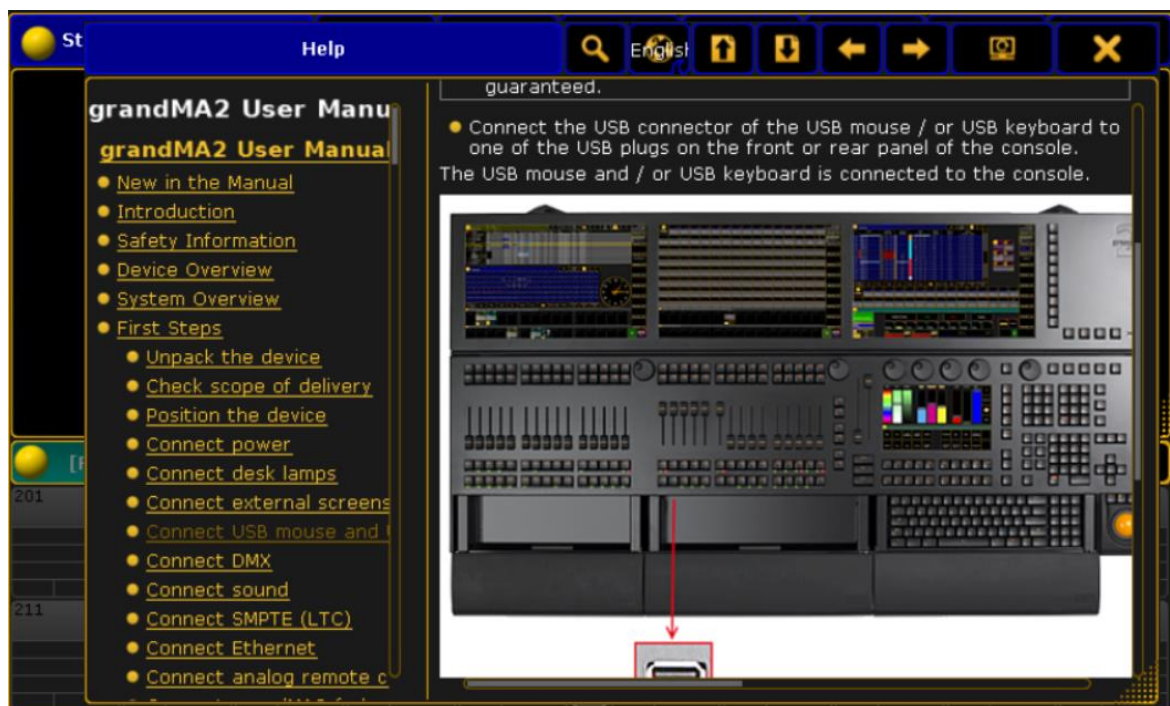 St
Help
English
grandMA2 User Manu
grandMA2 User Manual
New in the Manual
Introduction
Safety Information
Device Overview
System Overview
First Steps
Unpack the device
Check scope of delivery
Position the device
Connect power
Connect desk lamps
Connect external screens
Connect USB mouse and
Connect DMX
Connect sound
Connect SMPTE (LTC)
Connect Ethernet
Connect analog remote c
guaranteed.
Connect the USB connector of the USB mouse / or USB keyboard to
one of the USB plugs on the front or rear panel of the console.
The USB mouse and / or USB keyboard is connected to the console.
201
211